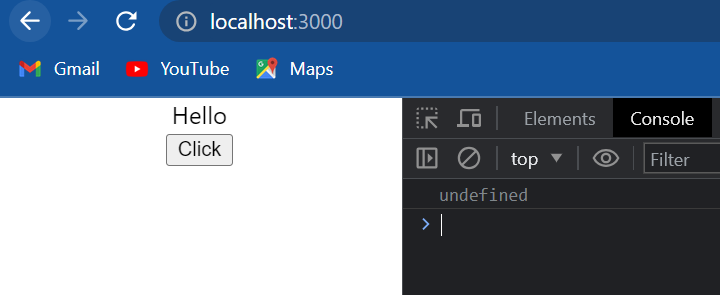 localhost:3000
Gmail YouTube Maps
Hello
Click
Elements Console
top Filter
undefined